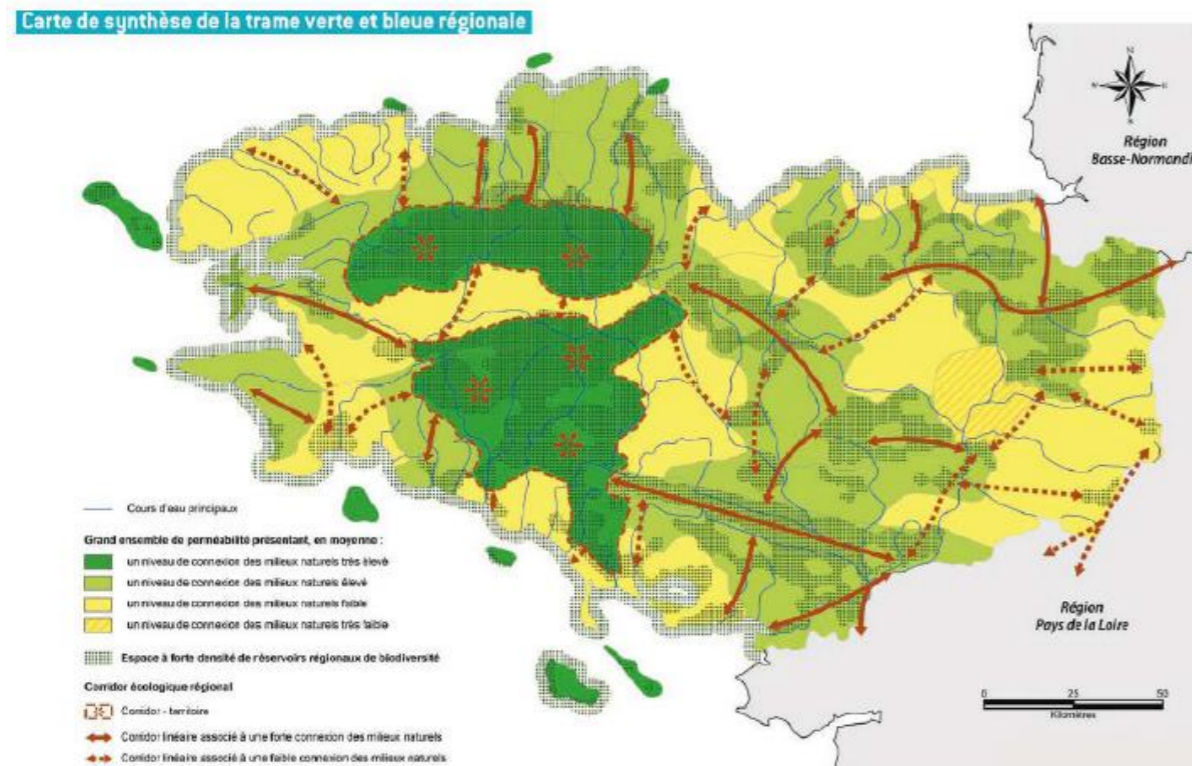 Carte de synthèse de la trame verte et bleue régionale
N
Région
Basse-Normandi
Cours d'eau principaux
Grand ensemble de perméabilité présentant, en moyenne :
un niveau de connexion des milieux naturels très élevé
un niveau de connexion des milieux naturels élevé
un niveau de connexion des milieux naturels faible
un niveau de connexion des milieux naturels très faible
Espace à forte densité de réservoirs régionaux de biodiversité
Corridor écologique régional
Corridor - territoire
Corridor linéaire associé à une forte connexion des milieux naturels
Corridor linéaire associé à une faible connexion des milieux naturels
Région
Pays de la Loire
0 25 50
Kilomètres